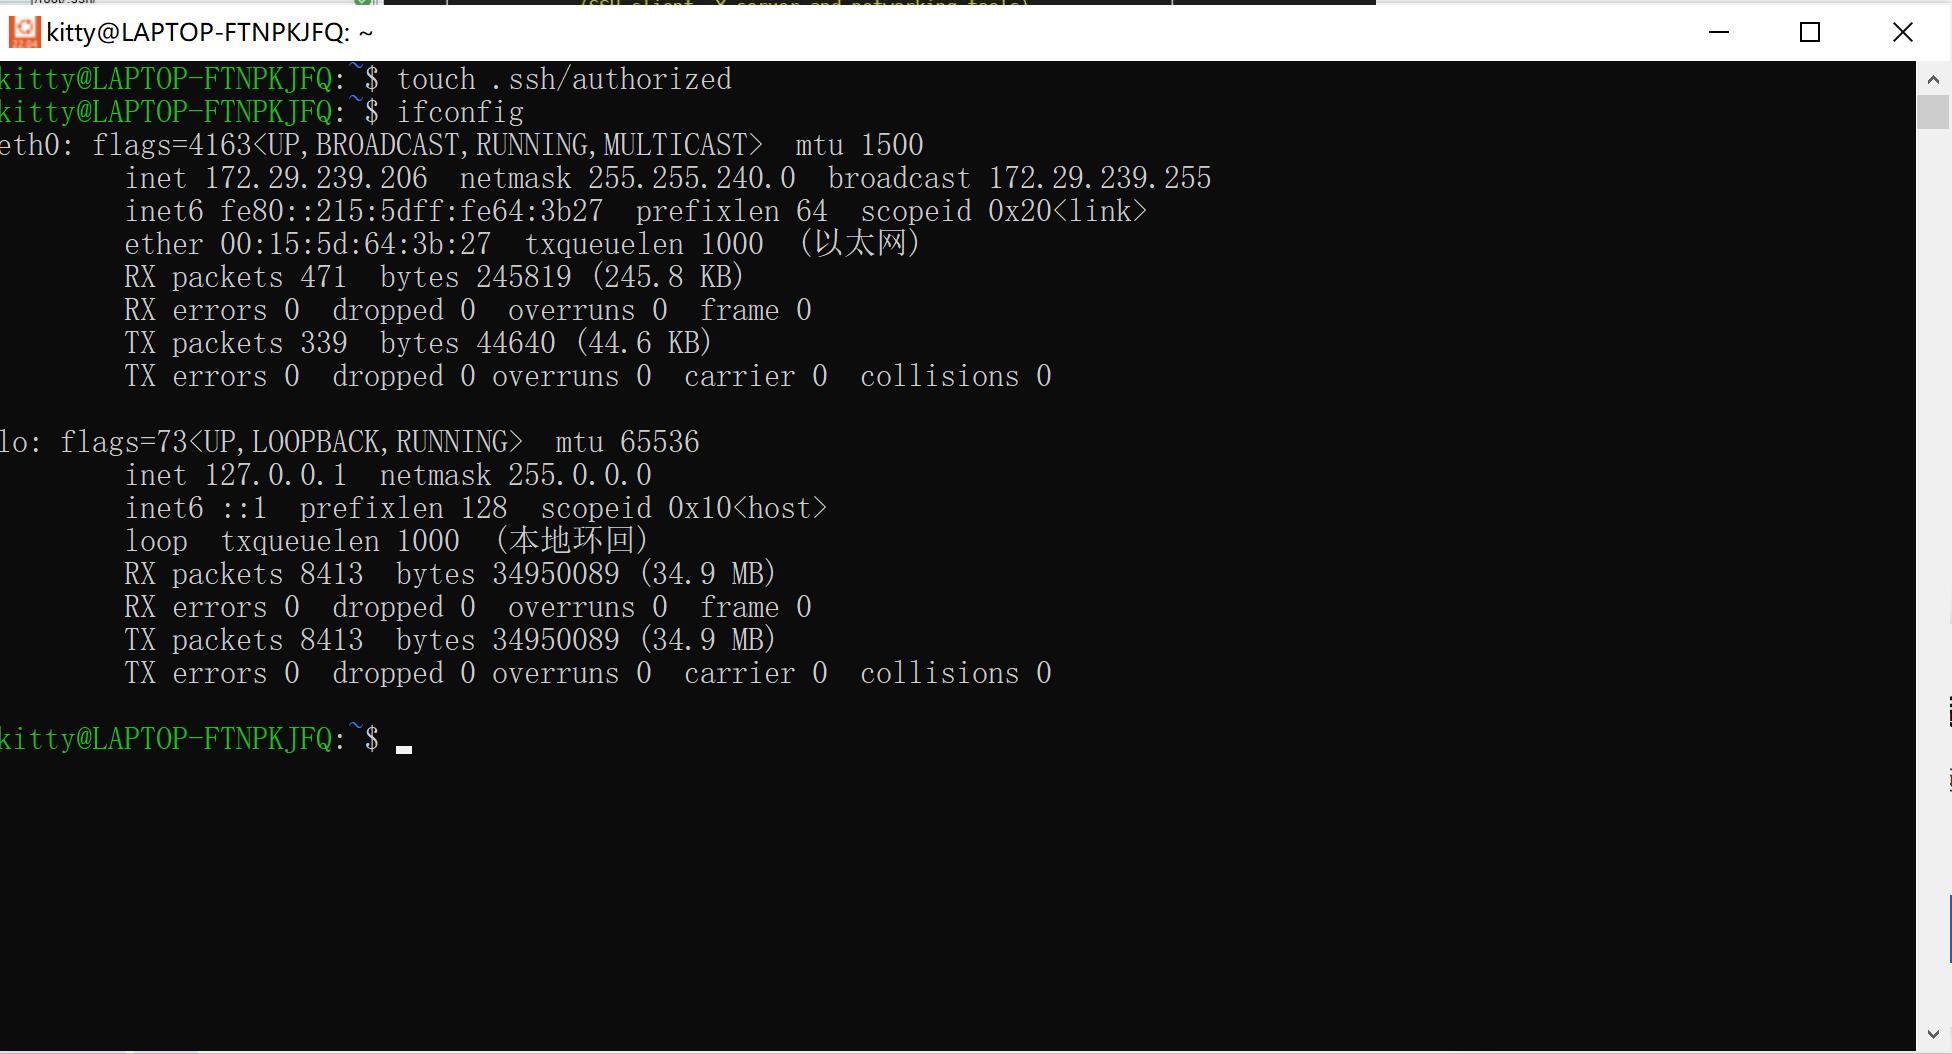 (SSH client, X server and networking tools)
kitty@LAPTOP-FTNPKJFQ: ~
kitty@LAPTOP-FTNPKJFQ:~$ touch .ssh/authorized
kitty@LAPTOP-FTNPKJFQ:~$ ifconfig
eth0: flags=4163<UP,BROADCAST,RUNNING,MULTICAST>  mtu 1500
        inet 172.29.239.206  netmask 255.255.240.0  broadcast 172.29.239.255
        inet6 fe80::215:5dff:fe64:3b27  prefixlen 64  scopeid 0x20<link>
        ether 00:15:5d:64:3b:27  txqueuelen 1000  (以太网)
        RX packets 471  bytes 245819 (245.8 KB)
        RX errors 0  dropped 0  overruns 0  frame 0
        TX packets 339  bytes 44640 (44.6 KB)
        TX errors 0  dropped 0 overruns 0  carrier 0  collisions 0
lo: flags=73<UP,LOOPBACK,RUNNING>  mtu 65536
        inet 127.0.0.1  netmask 255.0.0.0
        inet6 ::1  prefixlen 128  scopeid 0x10<host>
        loop  txqueuelen 1000  (本地环回)
        RX packets 8413  bytes 34950089 (34.9 MB)
        RX errors 0  dropped 0  overruns 0  frame 0
        TX packets 8413  bytes 34950089 (34.9 MB)
        TX errors 0  dropped 0 overruns 0  carrier 0  collisions 0
kitty@LAPTOP-FTNPKJFQ:~$